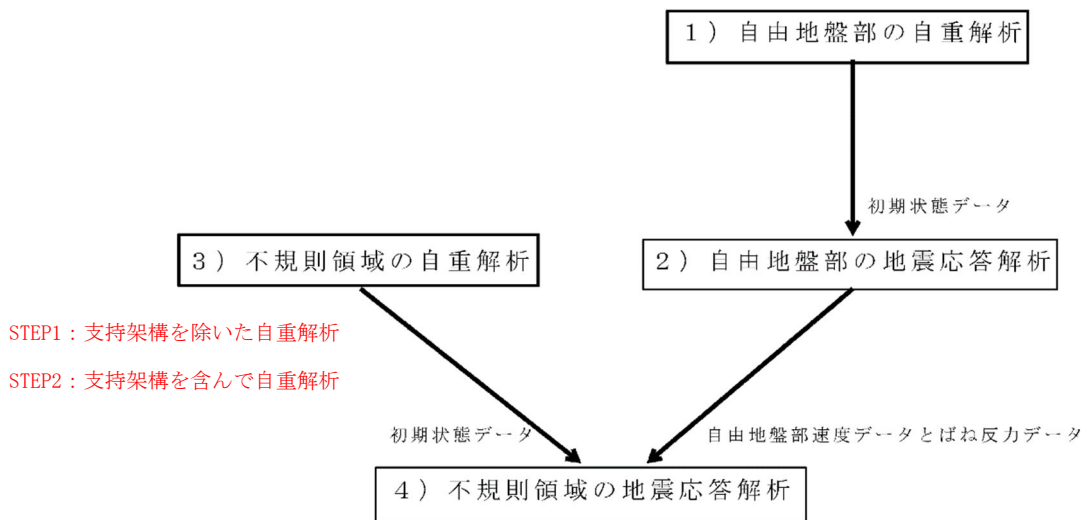 １）自由地盤部の自重解析
初期状態データ
３）不規則領域の自重解析
２）自由地盤部の地震応答解析
STEP1：支持架構を除いた自重解析
STEP2：支持架構を含んで自重解析
初期状態データ
自由地盤部速度データとばね反力データ
４）不規則領域の地震応答解析